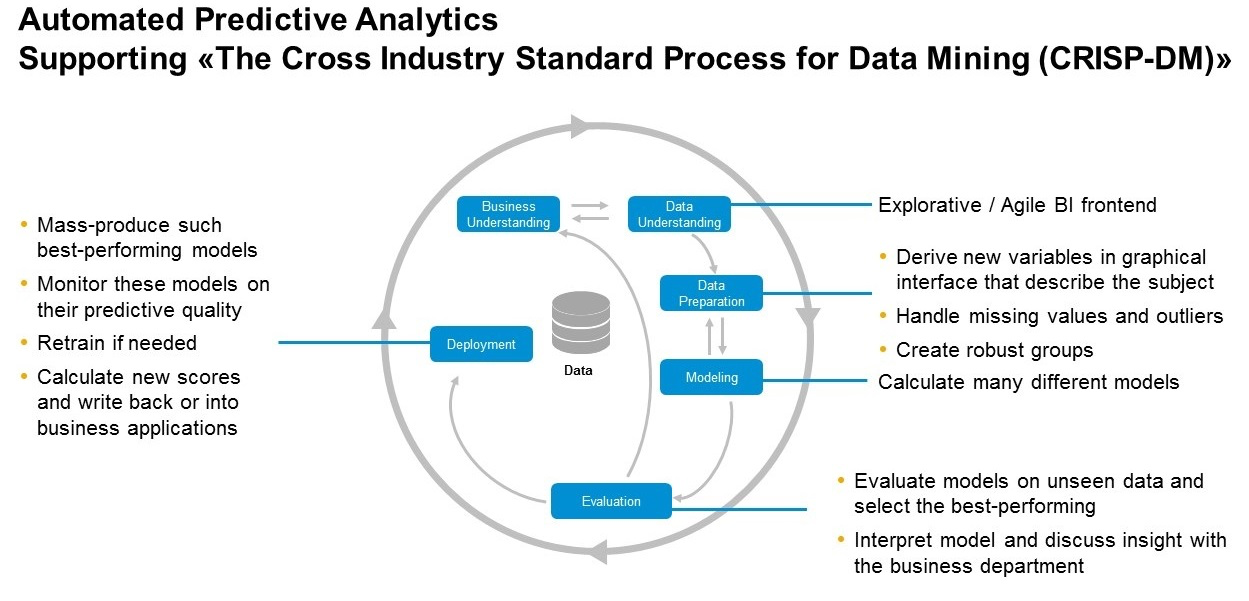 Automated Predictive Analytics
Supporting «The Cross Industry Standard Process for Data Mining (CRISP-DM)»
Business
Understanding
Data
Understanding
Explorative / Agile BI frontend
Data
Preparation
• Derive new variables in graphical
interface that describe the subject
• Handle missing values and outliers
• Create robust groups
Modeling
Calculate many different models
Evaluation
• Evaluate models on unseen data and
select the best-performing
• Interpret model and discuss insight with
the business department
Deployment
• Mass-produce such
best-performing models
• Monitor these models on
their predictive quality
• Retrain if needed
• Calculate new scores
and write back or into
business applications
Data